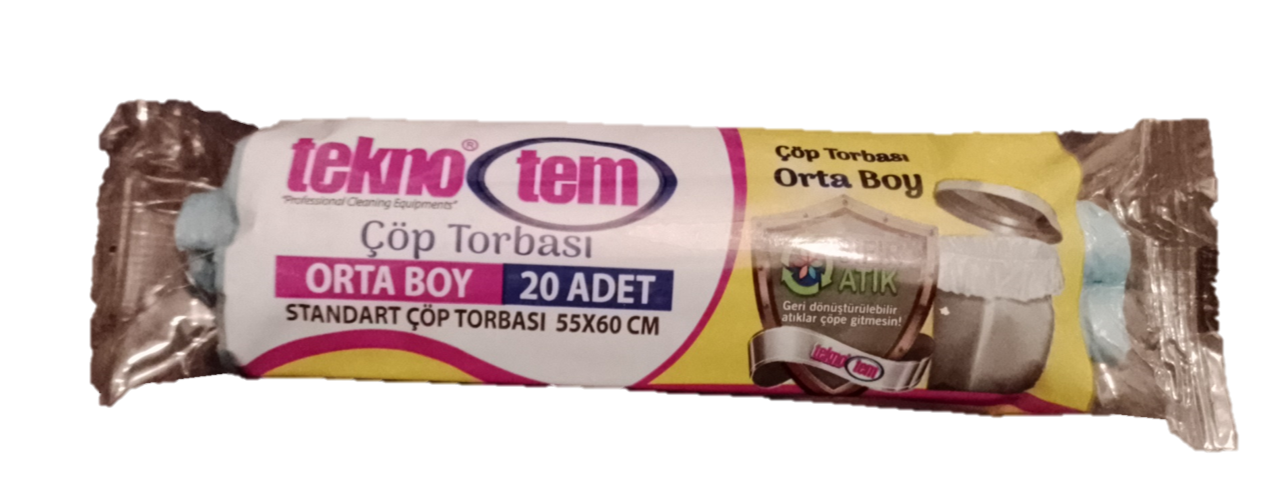 tekno® tem
"Professional Cleaning Equipments"
Çöp Torbası
ORTA BOY 20 ADET
STANDART ÇÖP TORBASI 55X60 CM
Çöp Torbası
Orta Boy
ATIK
Geri dönüştürülebilir
atıklar çöpe gitmesin!
tekno tem